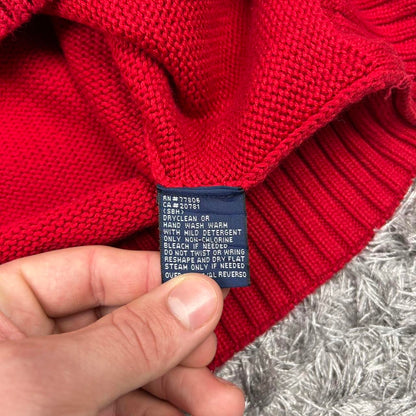 RN#77806
CA#20781
(SBH)
DRYCLEAN OR
HAND WASH WARM
WITH MILD DETERGENT
ONLY NON-CHLORINE
BLEACH IF NEEDED
DO NOT TWIST OR WRING
RESHAPE AND DRY FLAT
STEAM ONLY IF NEEDED
REVERSO